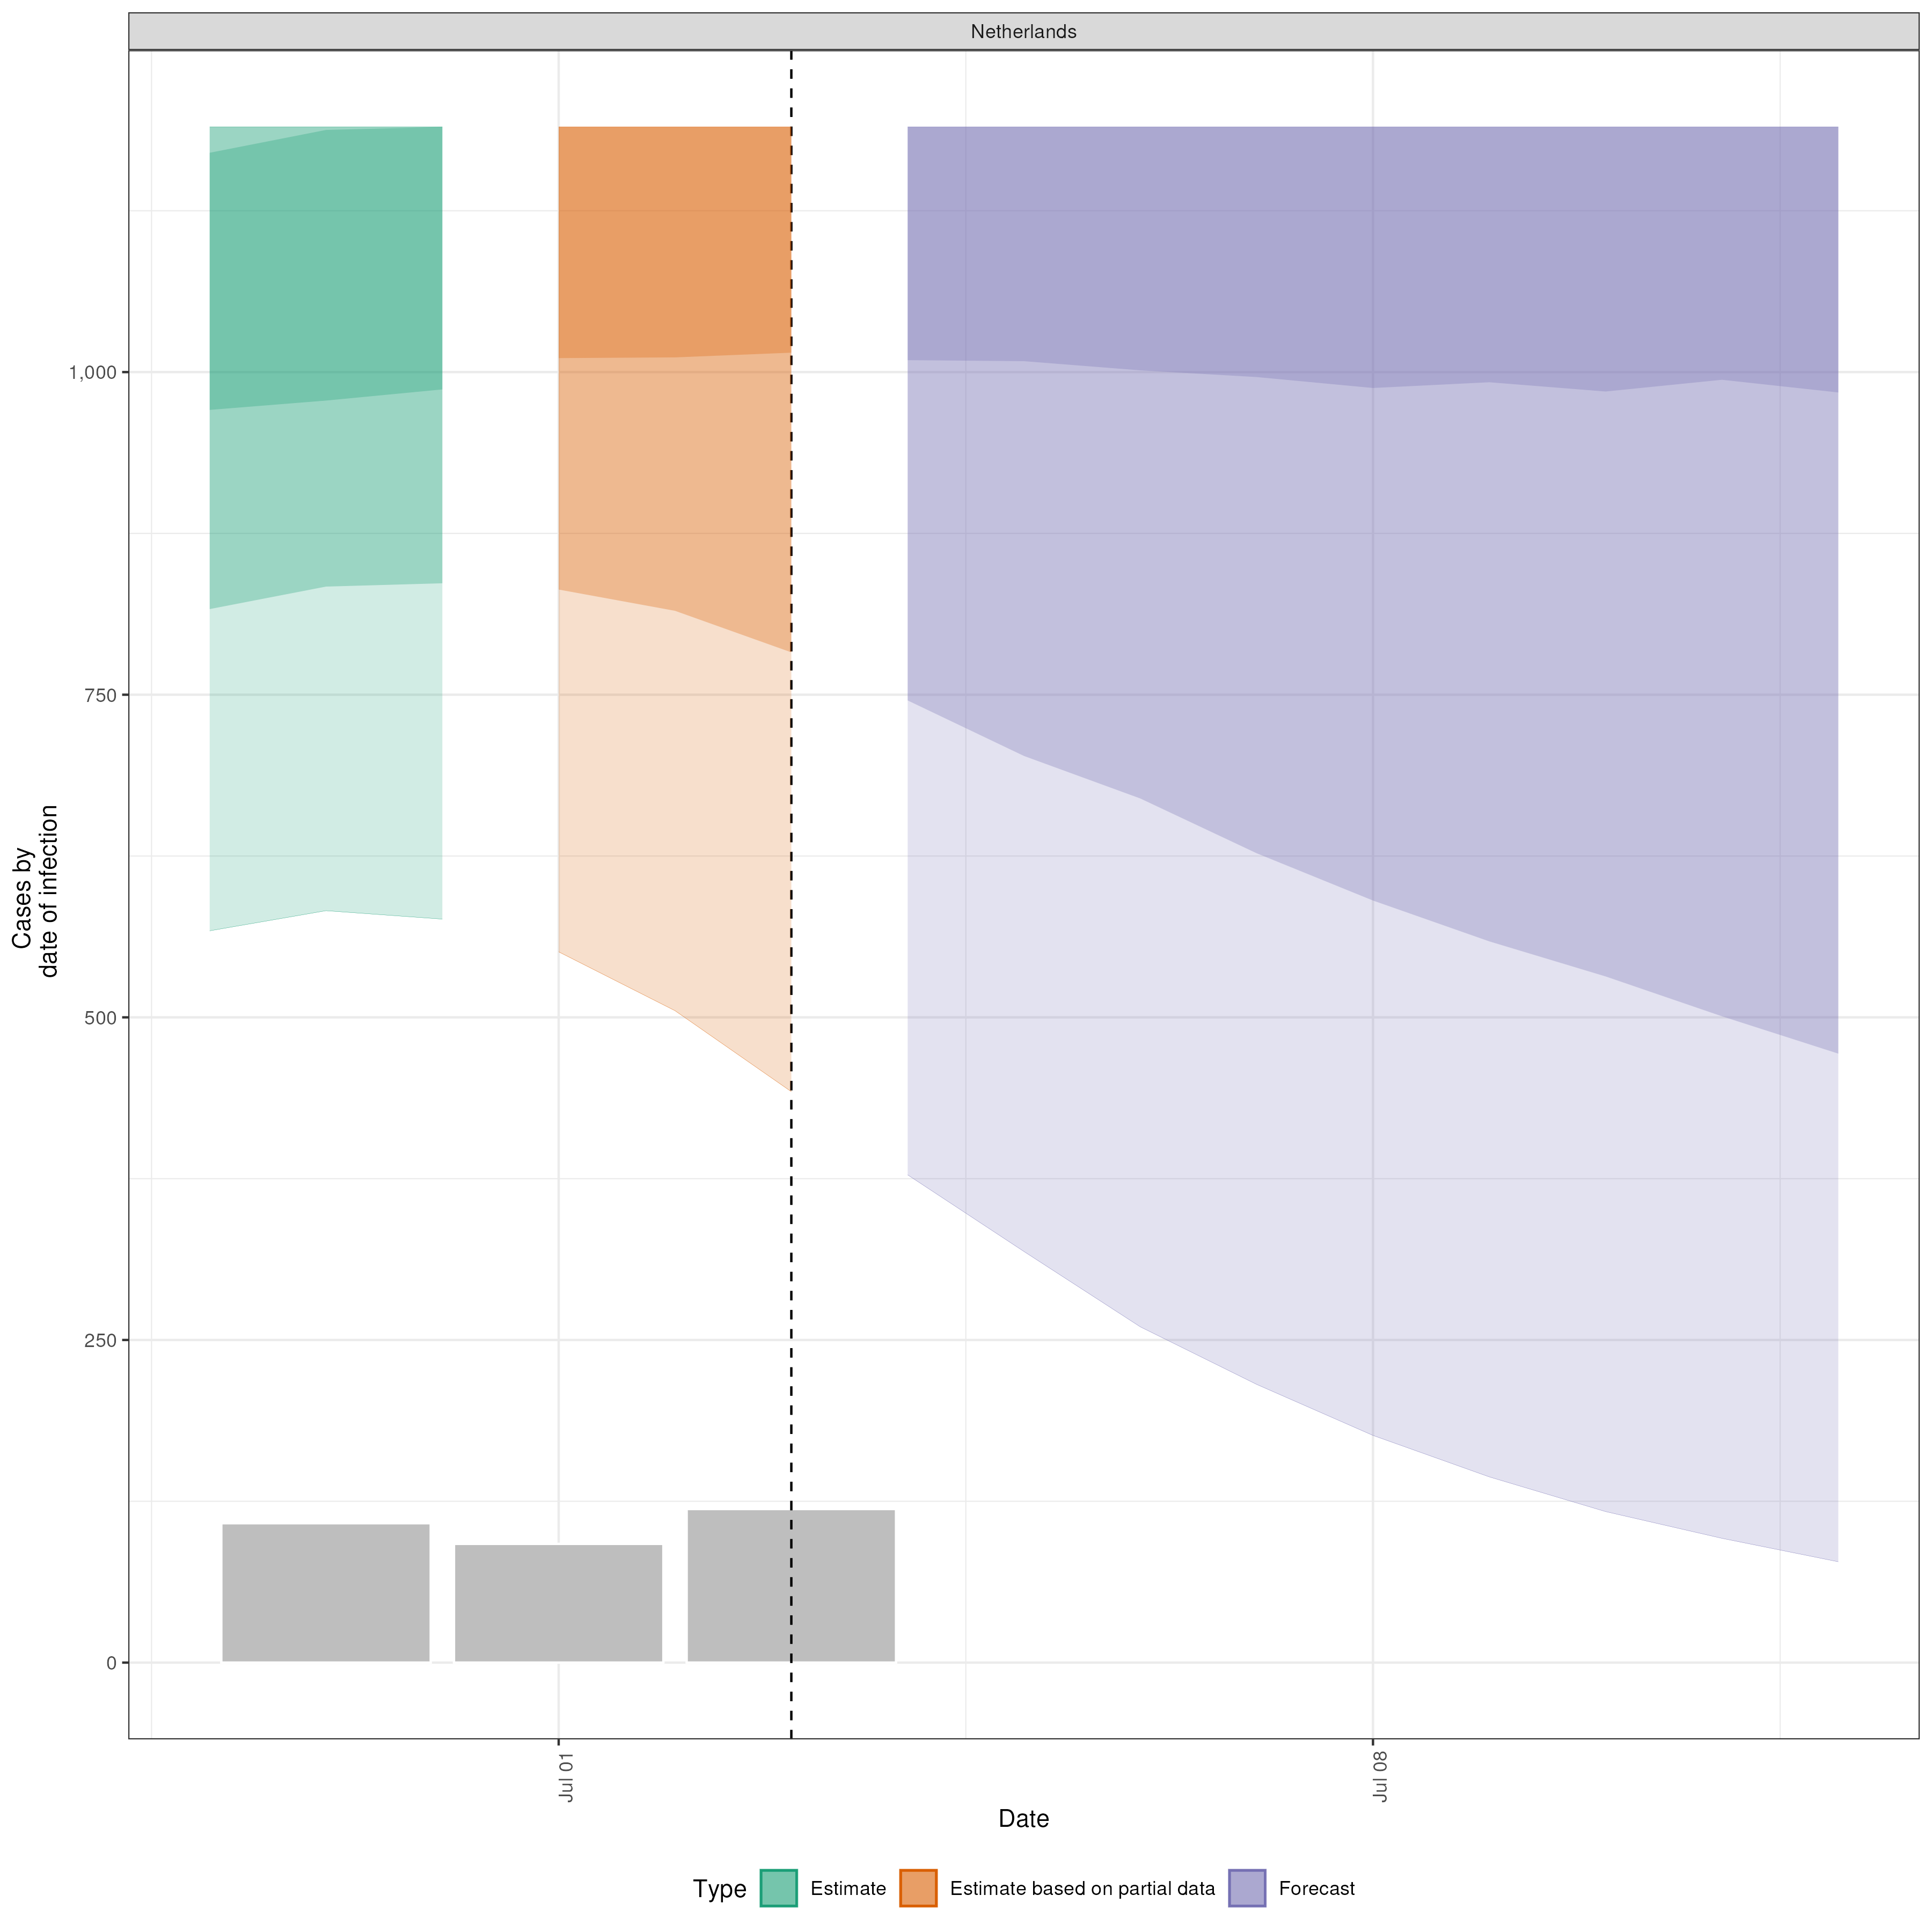 Netherlands
1,000
750
500
250
0
Cases by
date of infection
Jul 01
Jul 08
Date
Type
Estimate
Estimate based on partial data
Forecast